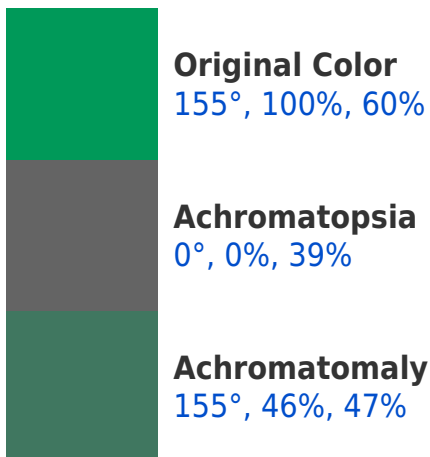 Original Color
155°, 100%, 60%
Achromatopsia
0°, 0%, 39%
Achromatomaly
155°, 46%, 47%